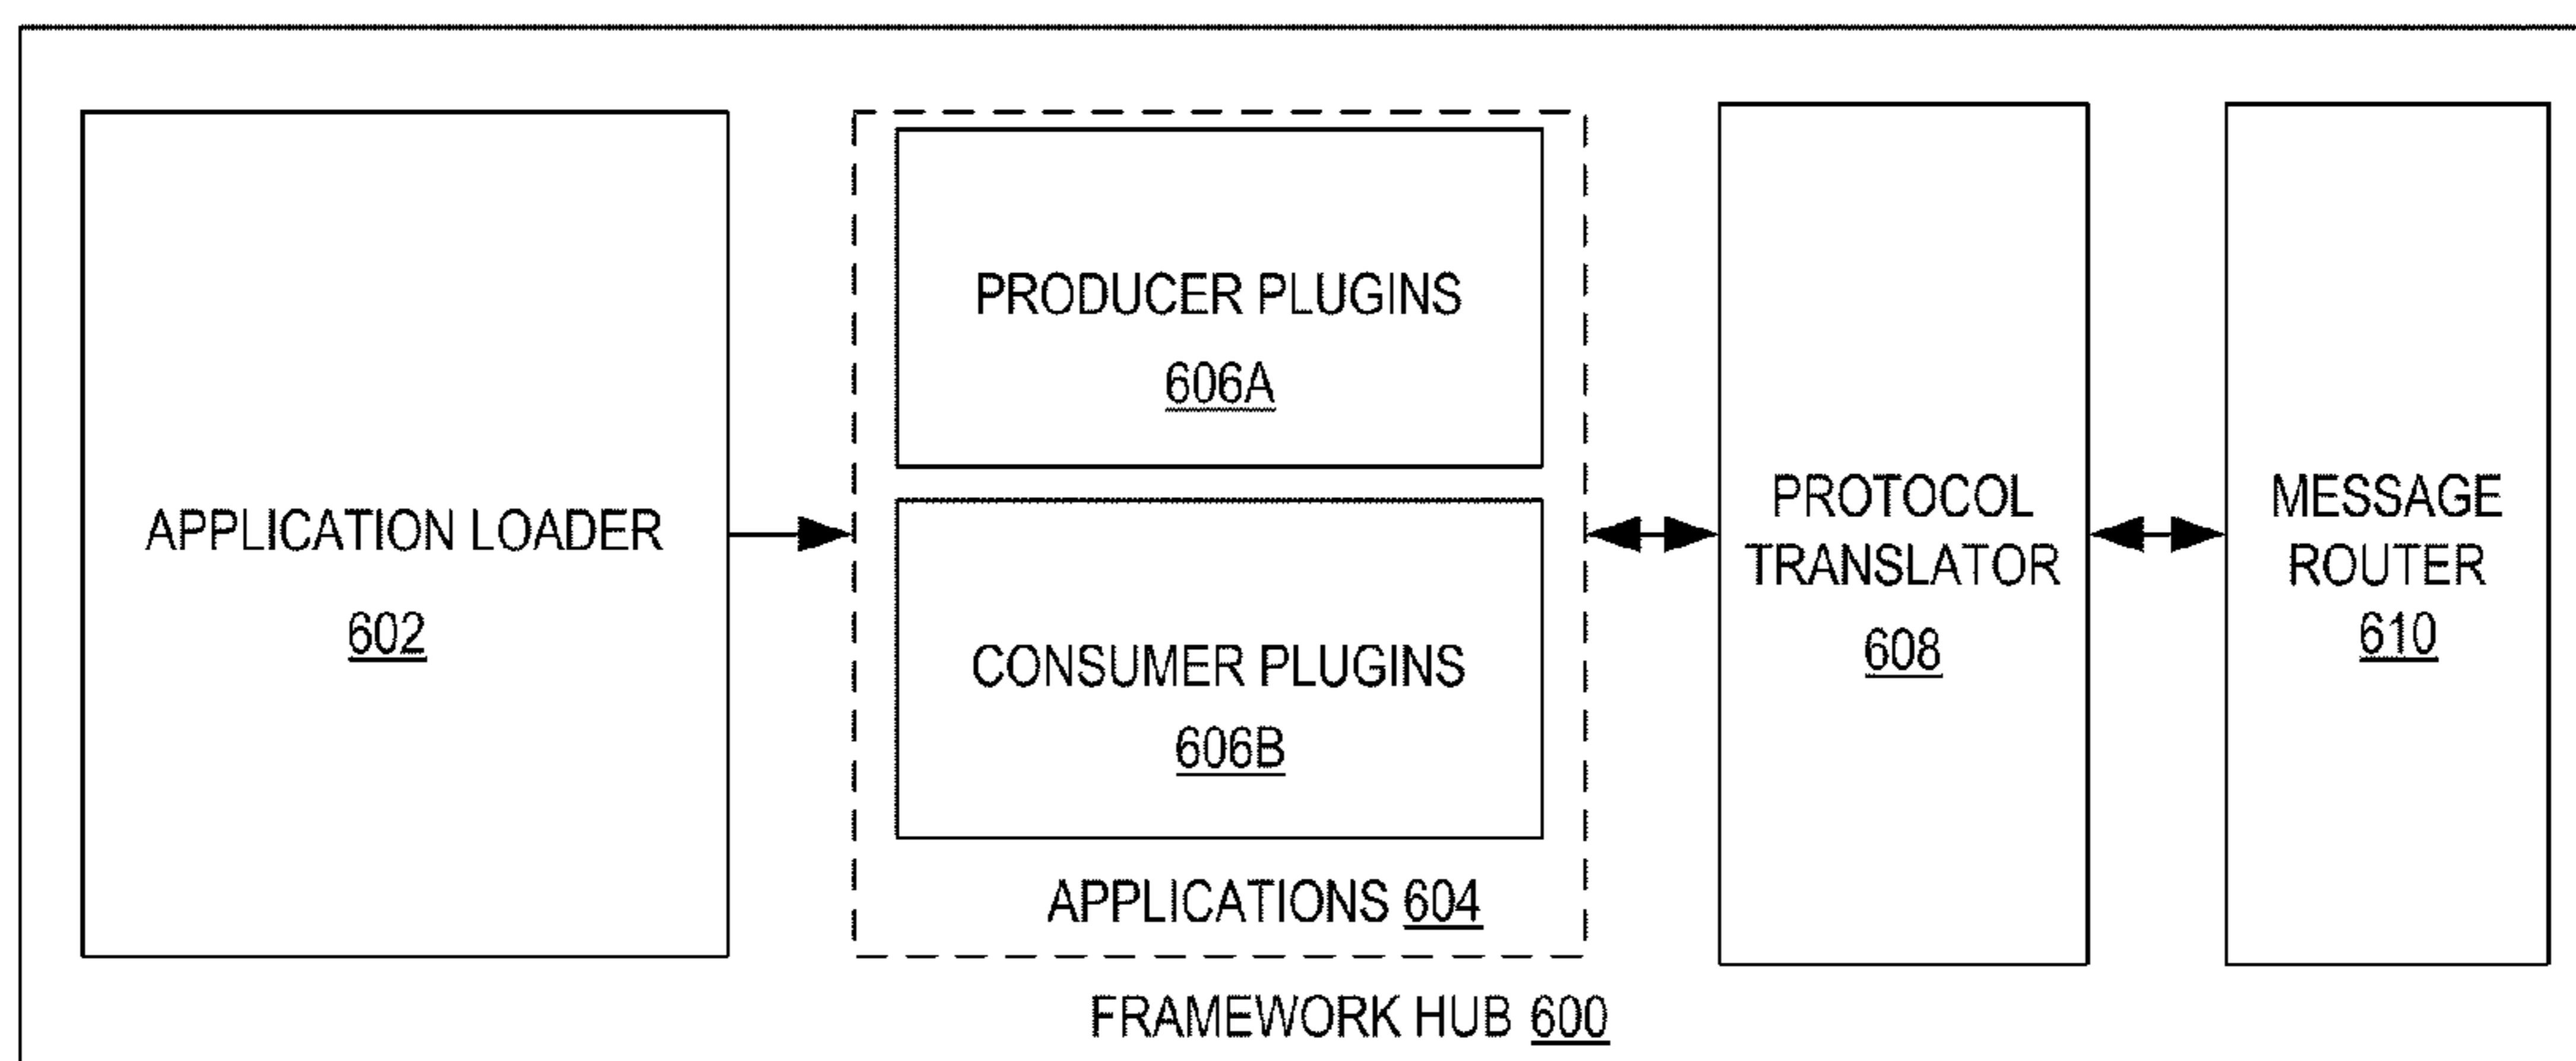 APPLICATION LOADER
602
PRODUCER PLUGINS
606A
CONSUMER PLUGINS
606B
APPLICATIONS 604
PROTOCOL
TRANSLATOR
608
MESSAGE
ROUTER
610
FRAMEWORK HUB 600